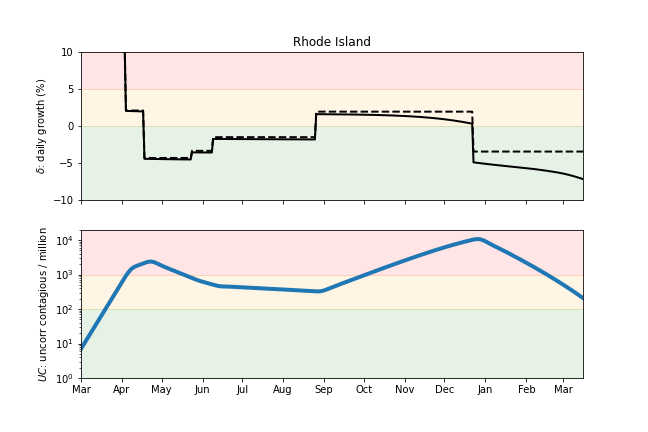 Rhode Island
δ: daily growth (%)
10
5
0
−5
−10
UC: uncorr contagious / million
10⁴
10³
10²
10¹
10⁰
Mar Apr May Jun Jul Aug Sep Oct Nov Dec Jan Feb Mar